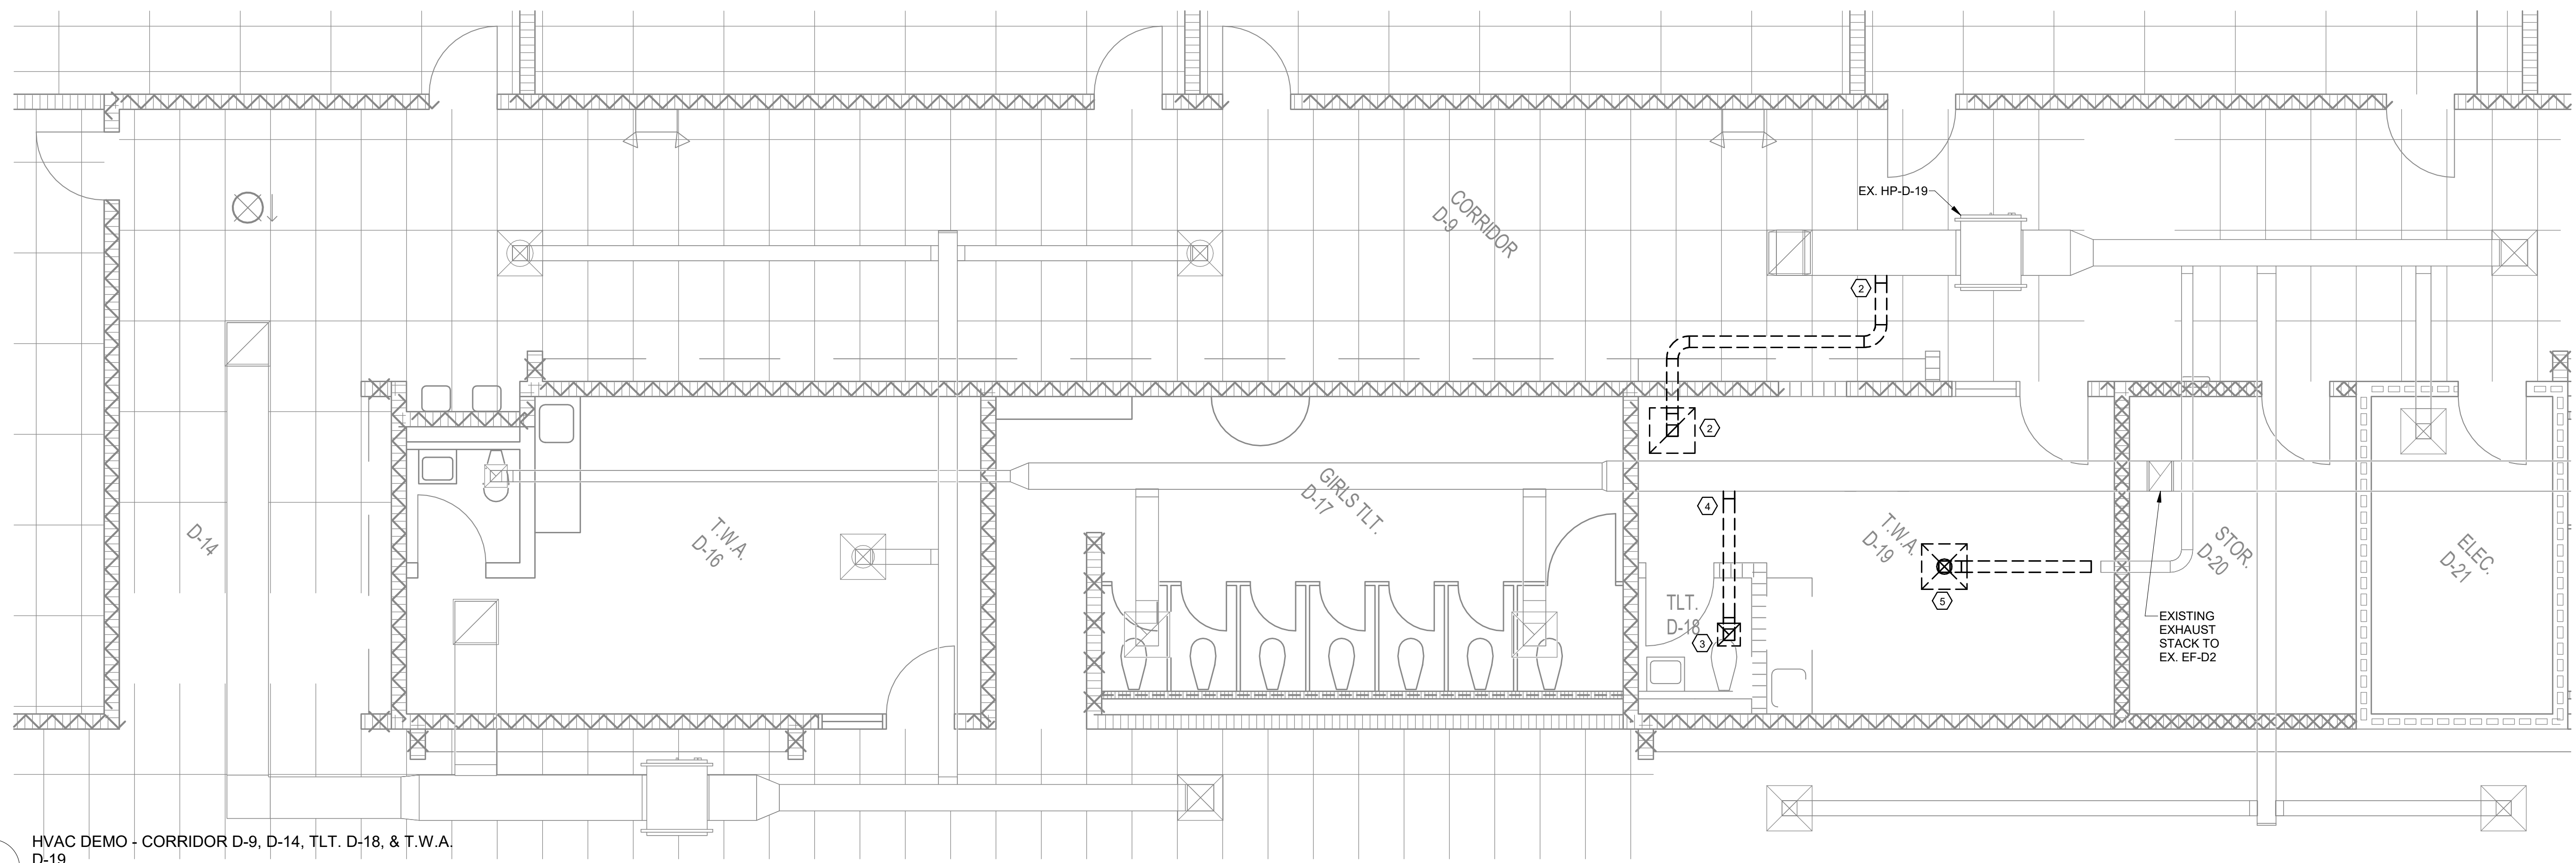 EX. HP-D-19
CORRIDOR
D-9
2
2
4
GIRLS TLT.
D-17
T.W.A.
D-16
D-14
T.W.A.
D-19
STOR.
D-20
ELEC.
D-21
5
TLT.
D-18
3
EXISTING
EXHAUST
STACK TO
EX. EF-D2
HVAC DEMO - CORRIDOR D-9, D-14, TLT. D-18, & T.W.A.
D-19